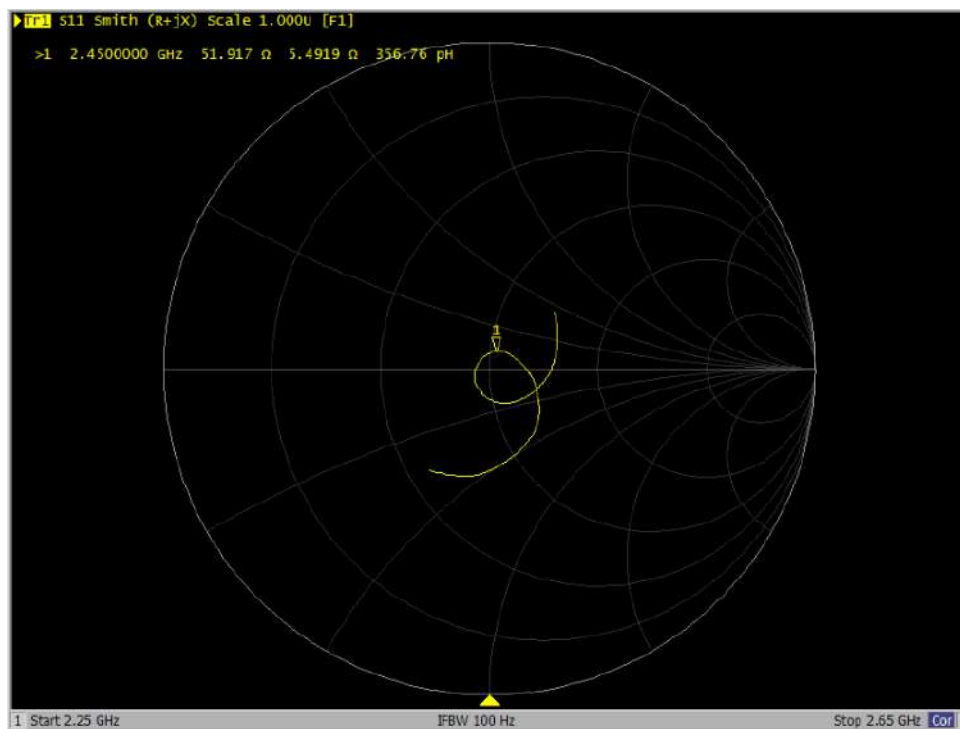 Tr1 S11 Smith (R+jX) Scale 1.000U [F1]
>1 2.4500000 GHz 51.917 Ω 5.4919 Ω 356.76 pH
1
1 Start 2.25 GHz IFBW 100 Hz Stop 2.65 GHz Cor